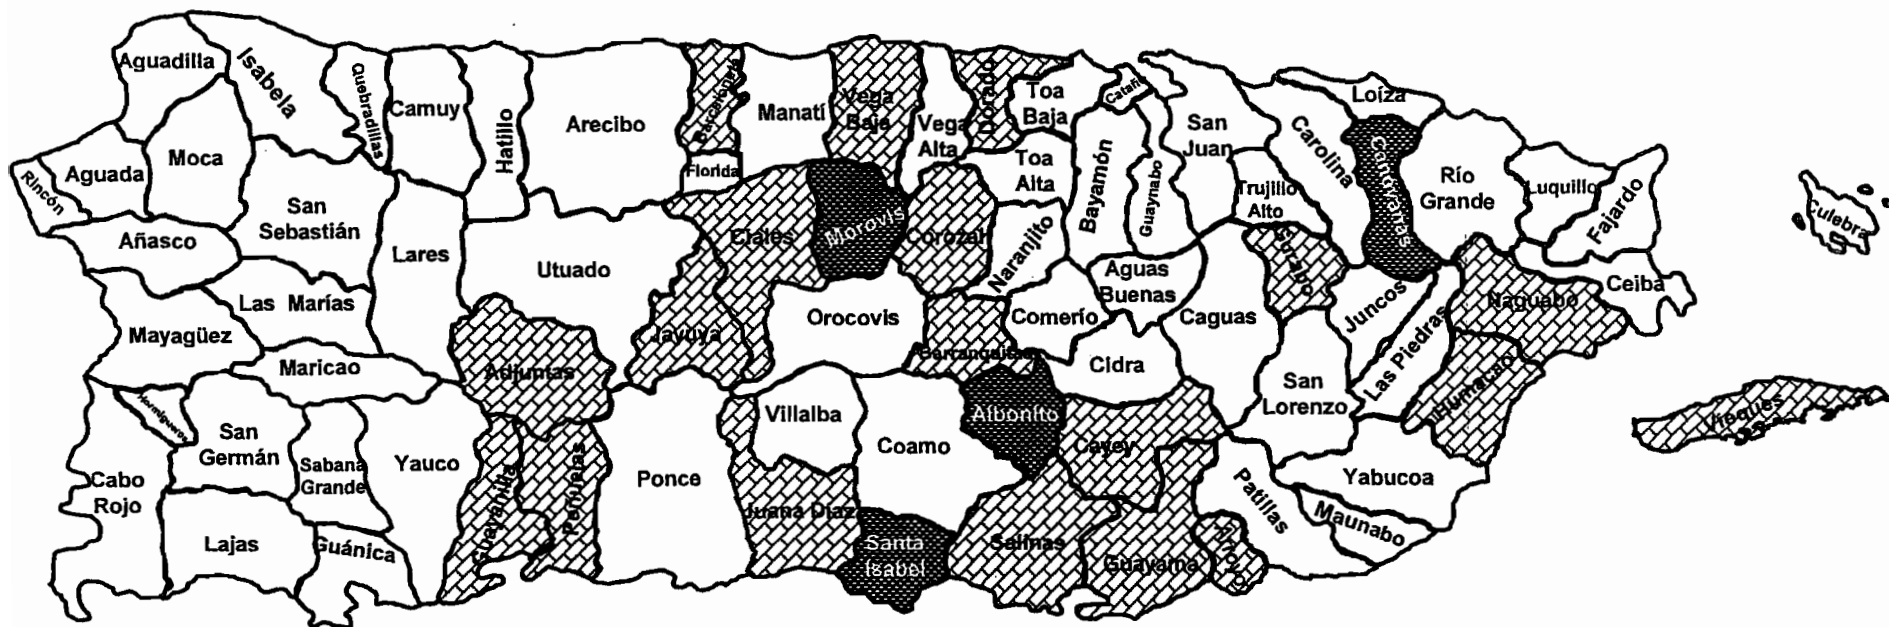 Aguadilla
Isabela
Quebradillas
Camuy
Hatillo
Arecibo
Barceloneta
Manatí
Vega
Baja
Vega
Alta
Dorado
Toa
Baja
Cataño
San
Juan
Carolina
Loíza
Canóvanas
Río
Grande
Luquillo
Fajardo
Culebra
Rincón
Aguada
Moca
San
Sebastián
Florida
Toa
Alta
Bayamón
Guaynabo
Trujillo
Alto
Añasco
Lares
Utuado
Ciales
Morovis
Corozal
Naranjito
Aguas
Buenas
Gurabo
Ceiba
Naguabo
Las Marías
Mayagüez
Maricao
Jayuya
Orocovis
Comerío
Caguas
Juncos
Las Piedras
Barranquitas
Cidra
San
Lorenzo
Humacao
Vieques
Adjuntas
Villalba
Aibonito
Hormigueros
San
Germán
Sabana
Grande
Yauco
Guayanilla
Peñuelas
Ponce
Coamo
Cayey
Yabucoa
Cabo
Rojo
Juana Diaz
Patillas
Maunabo
Lajas
Guánica
Santa
Isabel
Salinas
Guayama
Arroyo